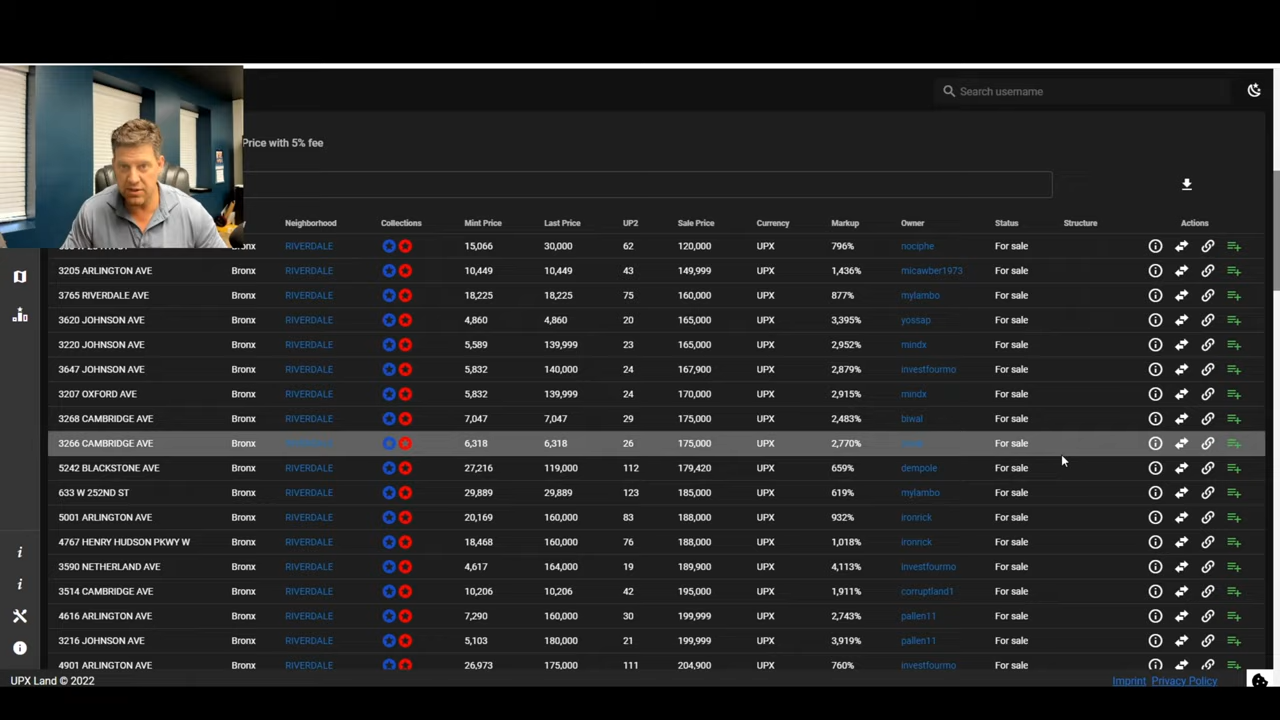 Search username
Price with 5% fee
Neighborhood Collections Mint Price Last Price UP2 Sale Price Currency Markup Owner Status Structure Actions
Bronx RIVERDALE 15,066 30,000 62 120,000 UPX 796% nociphe For sale
3205 ARLINGTON AVE Bronx RIVERDALE 10,449 10,449 43 149,999 UPX 1,436% micawber1973 For sale
3765 RIVERDALE AVE Bronx RIVERDALE 18,225 18,225 75 160,000 UPX 877% mylambo For sale
3620 JOHNSON AVE Bronx RIVERDALE 4,860 4,860 20 165,000 UPX 3,395% yossap For sale
3220 JOHNSON AVE Bronx RIVERDALE 5,589 139,999 23 165,000 UPX 2,952% mindx For sale
3647 JOHNSON AVE Bronx RIVERDALE 5,832 140,000 24 167,900 UPX 2,879% investfourmo For sale
3207 OXFORD AVE Bronx RIVERDALE 5,832 139,999 24 170,000 UPX 2,915% mindx For sale
3268 CAMBRIDGE AVE Bronx RIVERDALE 7,047 7,047 29 175,000 UPX 2,483% biwal For sale
3266 CAMBRIDGE AVE Bronx RIVERDALE 6,318 6,318 26 175,000 UPX 2,770% For sale
5242 BLACKSTONE AVE Bronx RIVERDALE 27,216 119,000 112 179,420 UPX 659% dempole For sale
633 W 252ND ST Bronx RIVERDALE 29,889 29,889 123 185,000 UPX 619% mylambo For sale
5001 ARLINGTON AVE Bronx RIVERDALE 20,169 160,000 83 188,000 UPX 932% ironrick For sale
4767 HENRY HUDSON PKWY W Bronx RIVERDALE 18,468 160,000 76 188,000 UPX 1,018% ironrick For sale
3590 NETHERLAND AVE Bronx RIVERDALE 4,617 164,000 19 189,900 UPX 4,113% investfourmo For sale
3514 CAMBRIDGE AVE Bronx RIVERDALE 10,206 10,206 42 195,000 UPX 1,911% corruptland1 For sale
4616 ARLINGTON AVE Bronx RIVERDALE 7,290 160,000 30 199,999 UPX 2,743% pallen11 For sale
3216 JOHNSON AVE Bronx RIVERDALE 5,103 180,000 21 199,999 UPX 3,919% pallen11 For sale
4901 ARLINGTON AVE Bronx RIVERDALE 26,973 175,000 111 204,900 UPX 760% investfourmo For sale
UPX Land © 2022 Imprint Privacy Policy